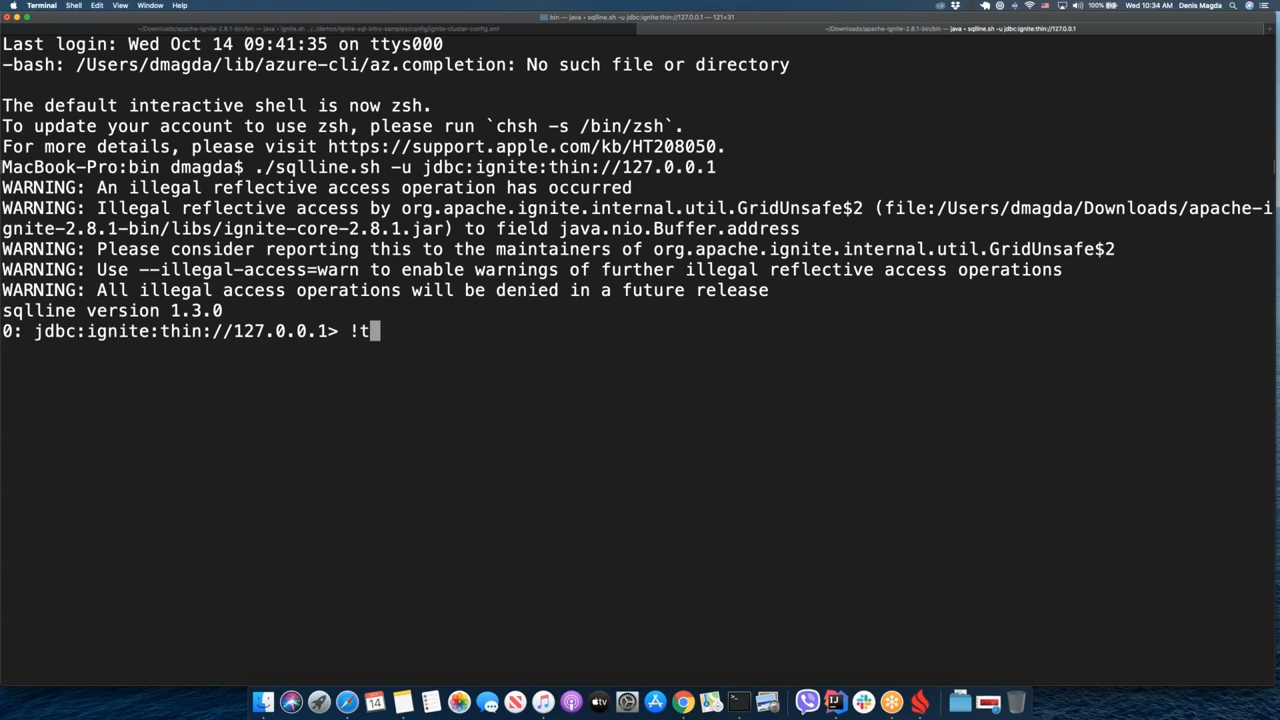 Terminal Shell Edit View Window Help 100% Wed 10:34 AM Denis Magda
bin — java • sqlline.sh -u jdbc:ignite:thin://127.0.0.1 — 121×31
~/Downloads/apache-ignite-2.8.1-bin/bin — java • sqlline.sh -u jdbc:ignite:thin://127.0.0.1
Last login: Wed Oct 14 09:41:35 on ttys000
-bash: /Users/dmagda/lib/azure-cli/az.completion: No such file or directory
The default interactive shell is now zsh.
To update your account to use zsh, please run `chsh -s /bin/zsh`.
For more details, please visit https://support.apple.com/kb/HT208050.
MacBook-Pro:bin dmagda$ ./sqlline.sh -u jdbc:ignite:thin://127.0.0.1
WARNING: An illegal reflective access operation has occurred
WARNING: Illegal reflective access by org.apache.ignite.internal.util.GridUnsafe$2 (file:/Users/dmagda/Downloads/apache-i
gnite-2.8.1-bin/libs/ignite-core-2.8.1.jar) to field java.nio.Buffer.address
WARNING: Please consider reporting this to the maintainers of org.apache.ignite.internal.util.GridUnsafe$2
WARNING: Use --illegal-access=warn to enable warnings of further illegal reflective access operations
WARNING: All illegal access operations will be denied in a future release
sqlline version 1.3.0
0: jdbc:ignite:thin://127.0.0.1> !t